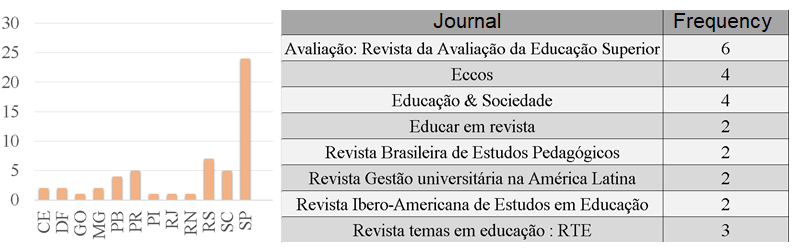 30
25
20
15
10
5
0
CE DF GO MG PB PR PI RJ RN RS SC SP
Journal Frequency
Avaliação: Revista da Avaliação da Educação Superior 6
Eccos 4
Educação & Sociedade 4
Educar em revista 2
Revista Brasileira de Estudos Pedagógicos 2
Revista Gestão universitária na América Latina 2
Revista Ibero-Americana de Estudos em Educação 2
Revista temas em educação : RTE 3